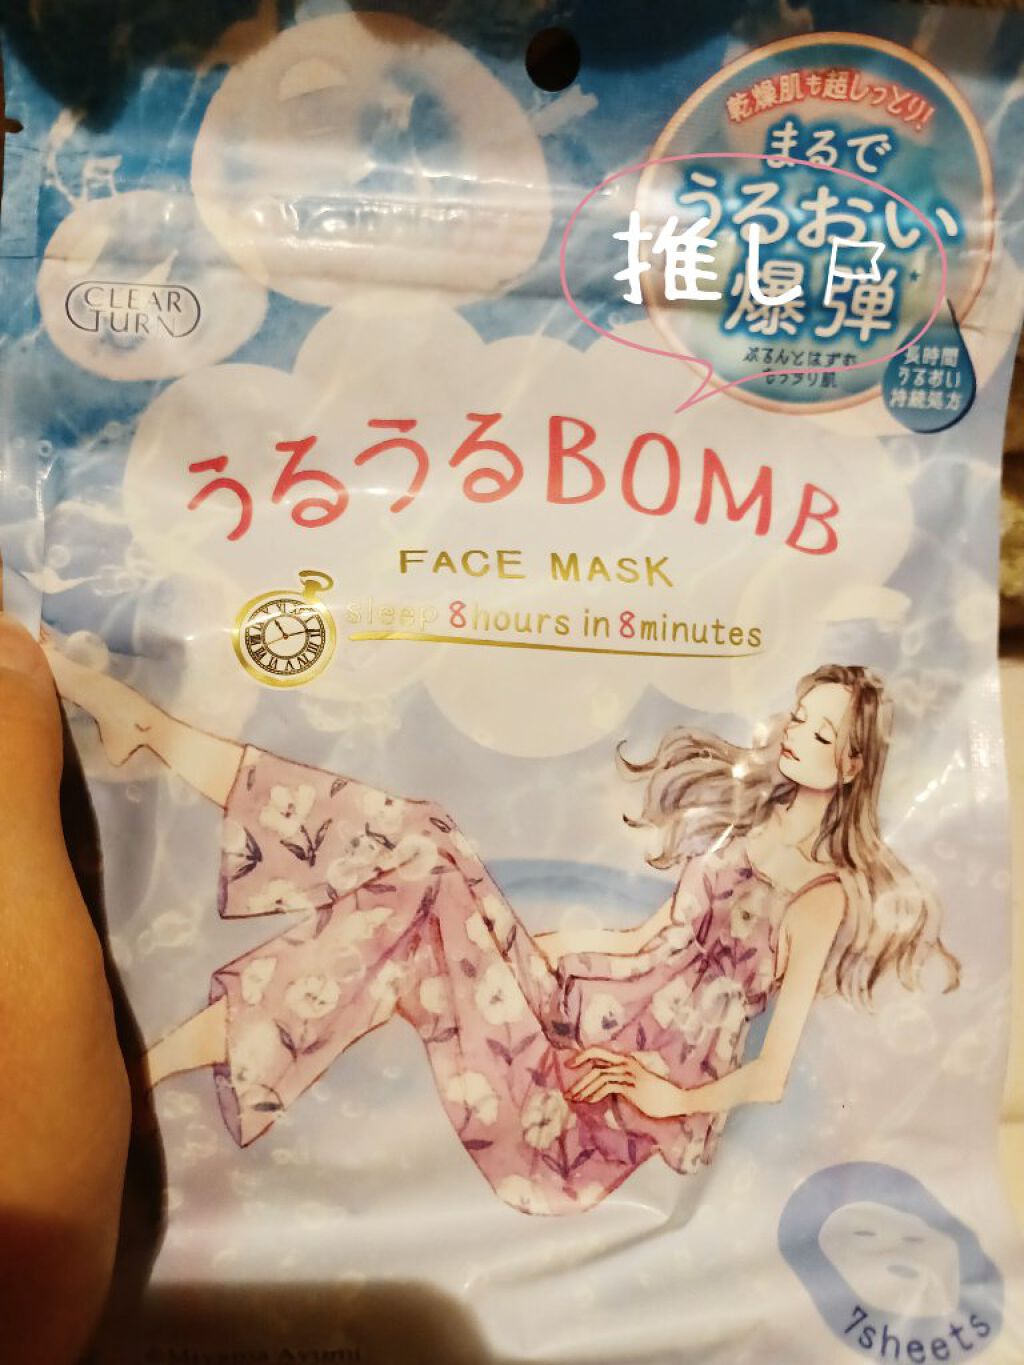 乾燥肌も超しっとり!
まるで
うるおい
爆弾
推し
ぷるんとはずむ
もっちり肌
長時間
うるおい
持続処方
CLEAR
TURN
うるうるBOMB
FACE MASK
sleep 8hours in 8minutes
7sheets
©Miyama Ayumi